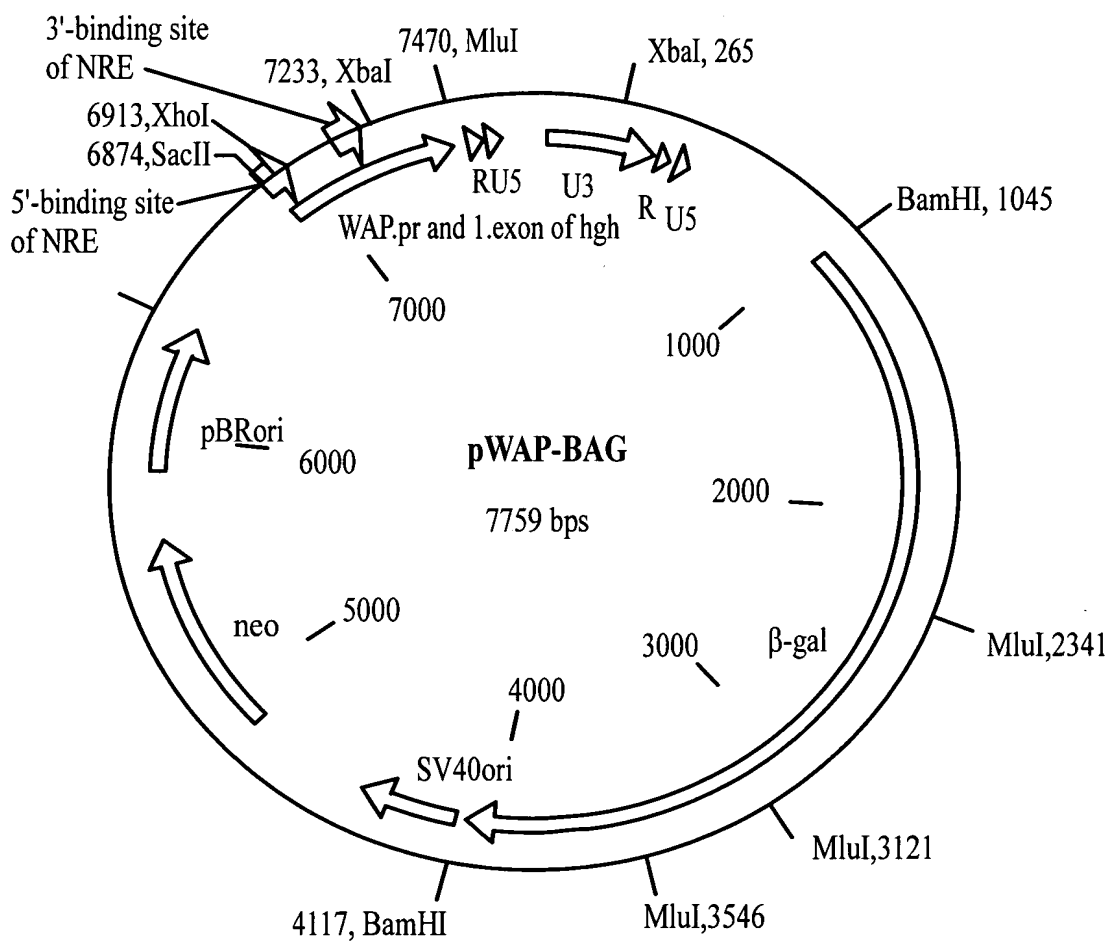 3'-binding site
of NRE
7470, MluI
XbaI, 265
7233, XbaI
6913,XhoI
6874,SacII
5'-binding site
of NRE
RU5
U3
R
U5
BamHI, 1045
WAP.pr and 1.exon of hgh
7000
1000
pBRori
6000
pWAP-BAG
7759 bps
2000
neo
5000
3000
β-gal
MluI,2341
4000
SV40ori
MluI,3121
MluI,3546
4117, BamHI